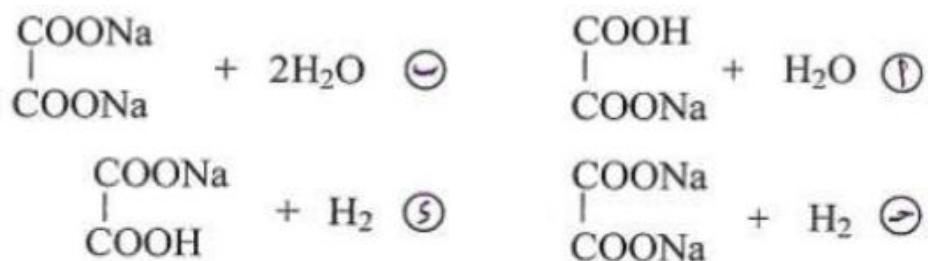 COONa
| + 2H₂O ب
COONa
COOH
| + H₂O أ
COONa
COONa
| + H₂ د
COOH
COONa
| + H₂ ج
COONa